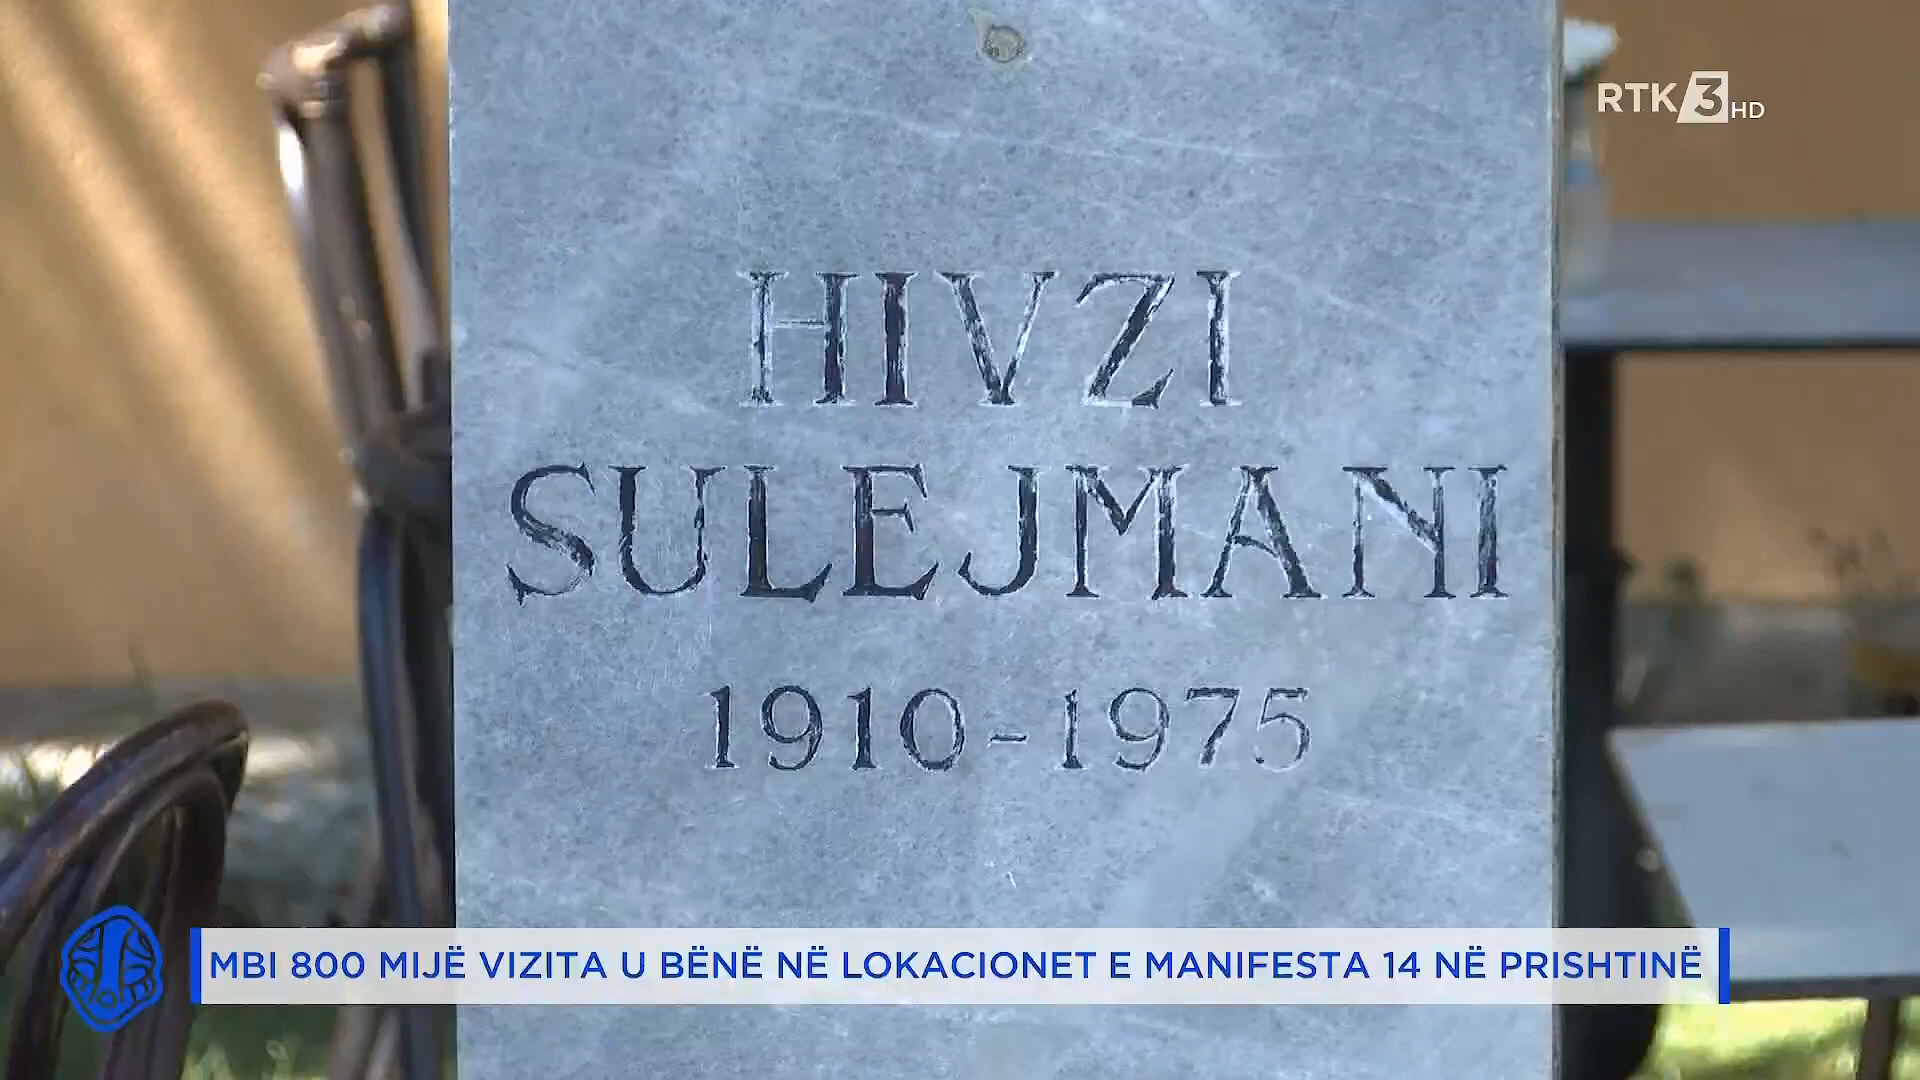 RTK 3 HD
HIVZI
SULEJMANI
1910-1975
MBI 800 MIJË VIZITA U BËNË NË LOKACIONET E MANIFESTA 14 NË PRISHTINË